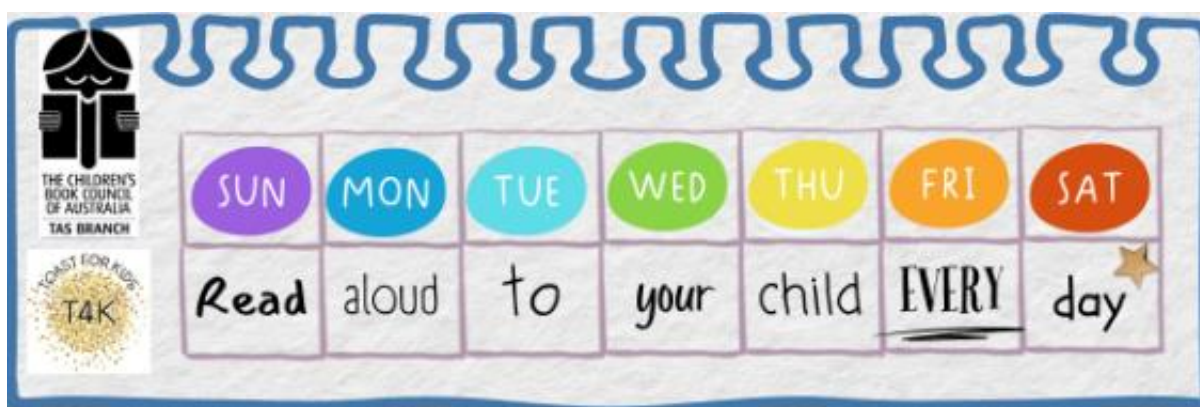 THE CHILDREN'S
BOOK COUNCIL
OF AUSTRALIA
TAS BRANCH
TOAST FOR KIDS
T4K
SUN MON TUE WED THU FRI SAT
Read aloud to your child EVERY day